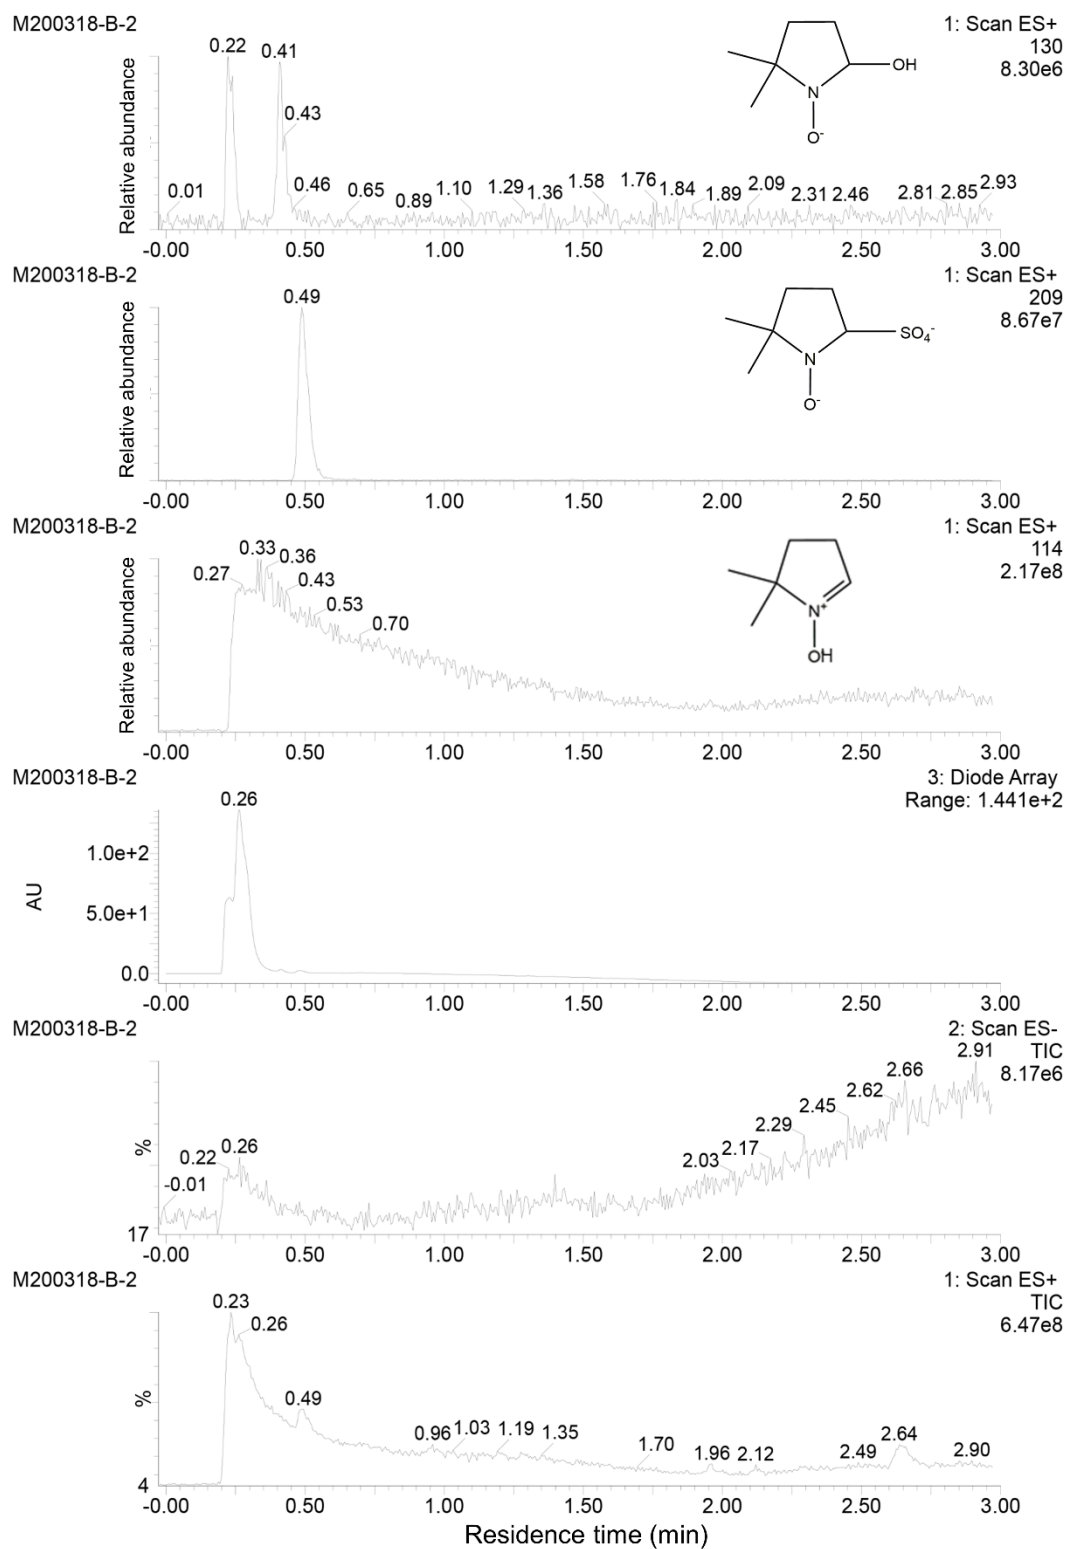 M200318-B-2
1: Scan ES+
130
8.30e6
0.22
0.41
0.43
0.01
0.46
0.65
0.89
1.10
1.29
1.36
1.58
1.76
1.84
1.89
2.09
2.31
2.46
2.81
2.85
2.93
OH
N
O-
Relative abundance
-0.00 0.50 1.00 1.50 2.00 2.50 3.00
M200318-B-2
1: Scan ES+
209
8.67e7
0.49
SO4-
N
O-
Relative abundance
-0.00 0.50 1.00 1.50 2.00 2.50 3.00
M200318-B-2
1: Scan ES+
114
2.17e8
0.27
0.33
0.36
0.43
0.53
0.70
N+
OH
Relative abundance
-0.00 0.50 1.00 1.50 2.00 2.50 3.00
M200318-B-2
3: Diode Array
Range: 1.441e+2
0.26
1.0e+2
5.0e+1
0.0
AU
-0.00 0.50 1.00 1.50 2.00 2.50 3.00
M200318-B-2
2: Scan ES-
TIC
8.17e6
-0.01
0.22
0.26
2.03
2.17
2.29
2.45
2.62
2.66
2.91
%
17
-0.00 0.50 1.00 1.50 2.00 2.50 3.00
M200318-B-2
1: Scan ES+
TIC
6.47e8
0.23
0.26
0.49
0.96
1.03
1.19
1.35
1.70
1.96
2.12
2.49
2.64
2.90
%
4
-0.00 0.50 1.00 1.50 2.00 2.50 3.00
Residence time (min)